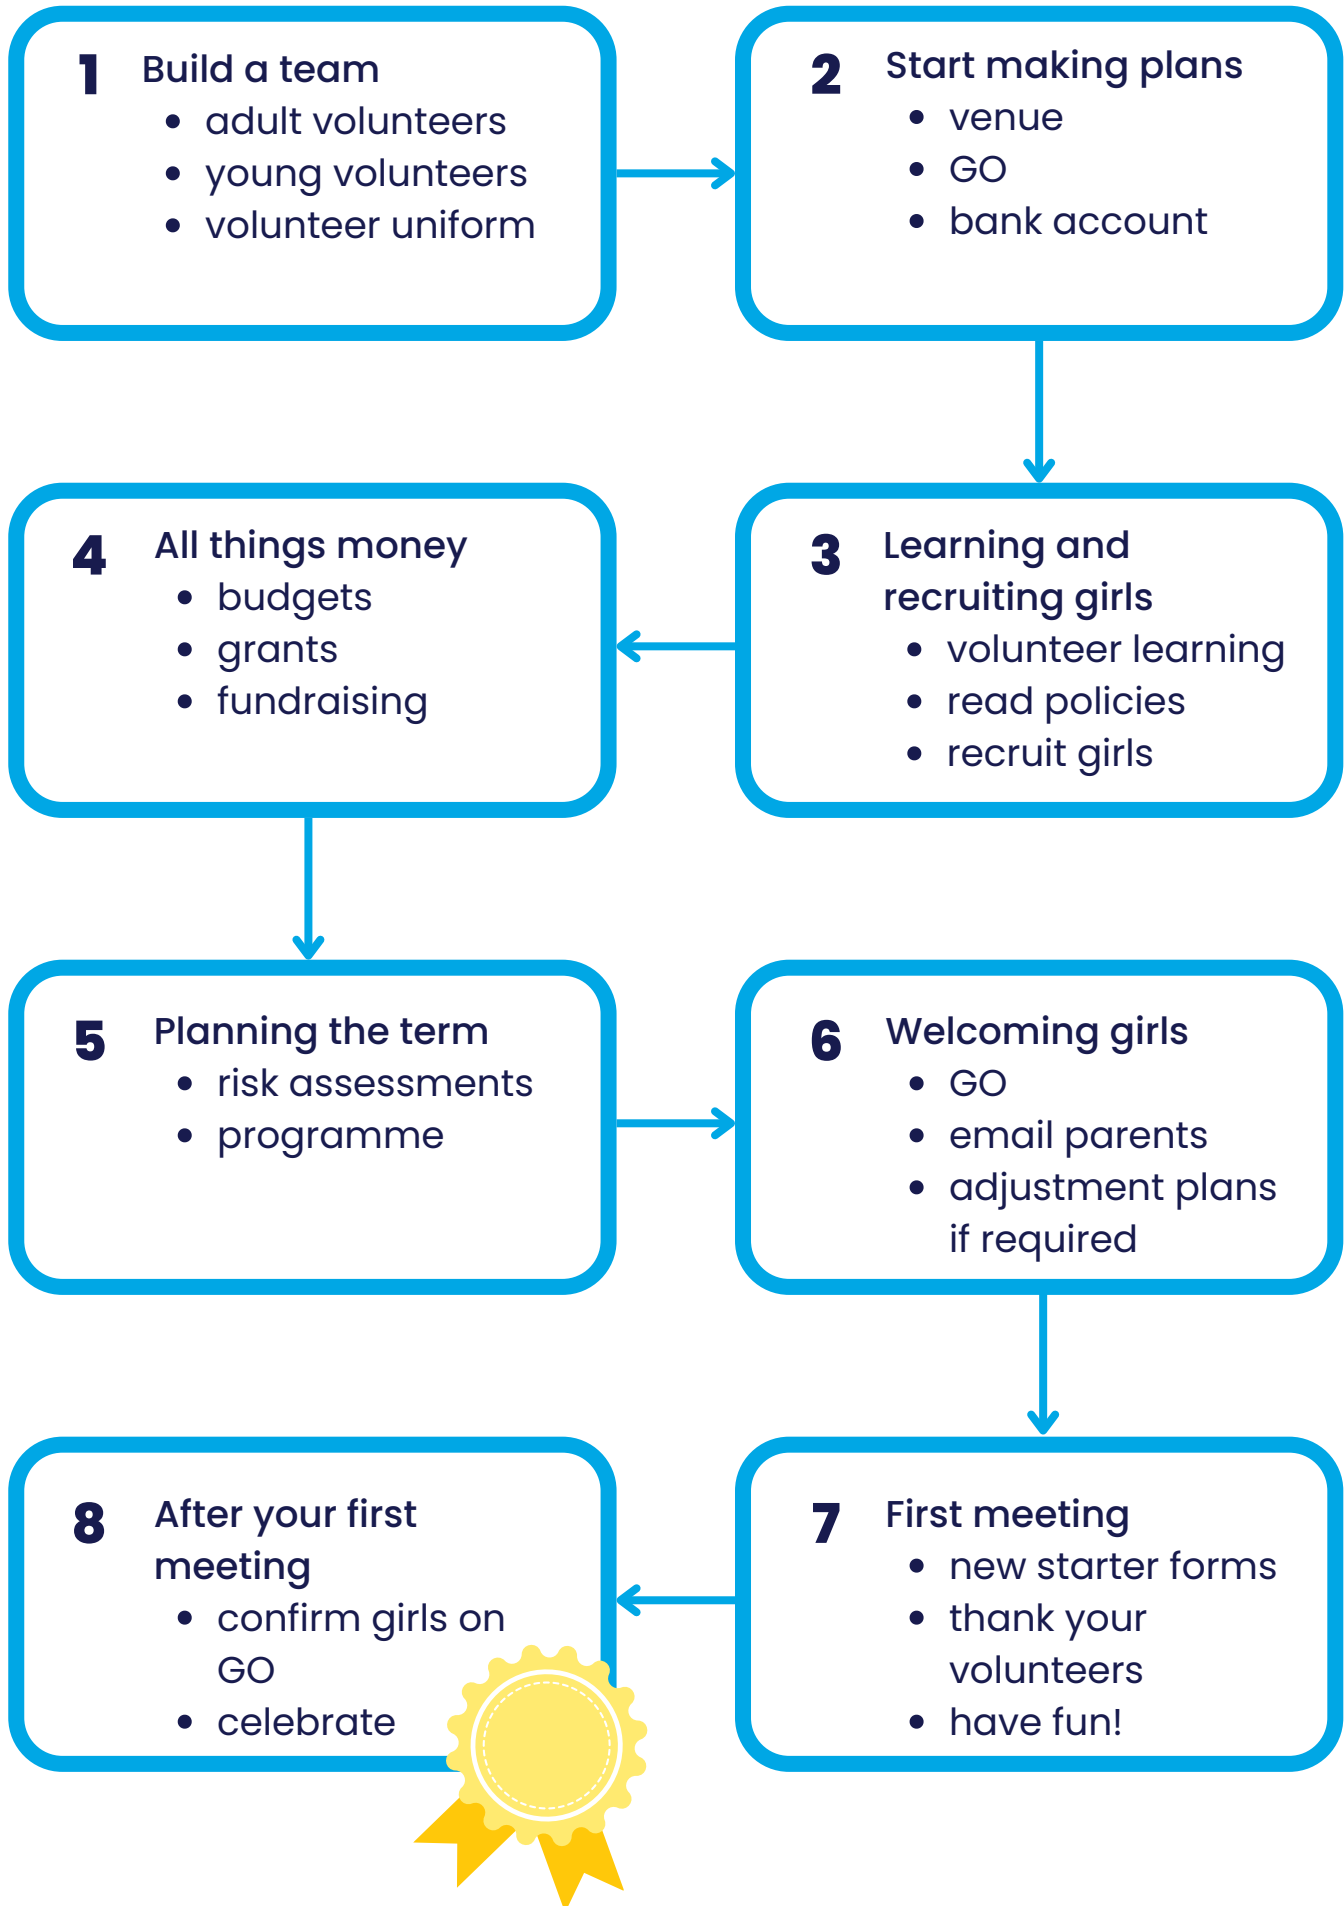 1 Build a team
• adult volunteers
• young volunteers
• volunteer uniform
2 Start making plans
• venue
• GO
• bank account
3 Learning and
recruiting girls
• volunteer learning
• read policies
• recruit girls
4 All things money
• budgets
• grants
• fundraising
5 Planning the term
• risk assessments
• programme
6 Welcoming girls
• GO
• email parents
• adjustment plans
if required
7 First meeting
• new starter forms
• thank your
volunteers
• have fun!
8 After your first
meeting
• confirm girls on
GO
• celebrate